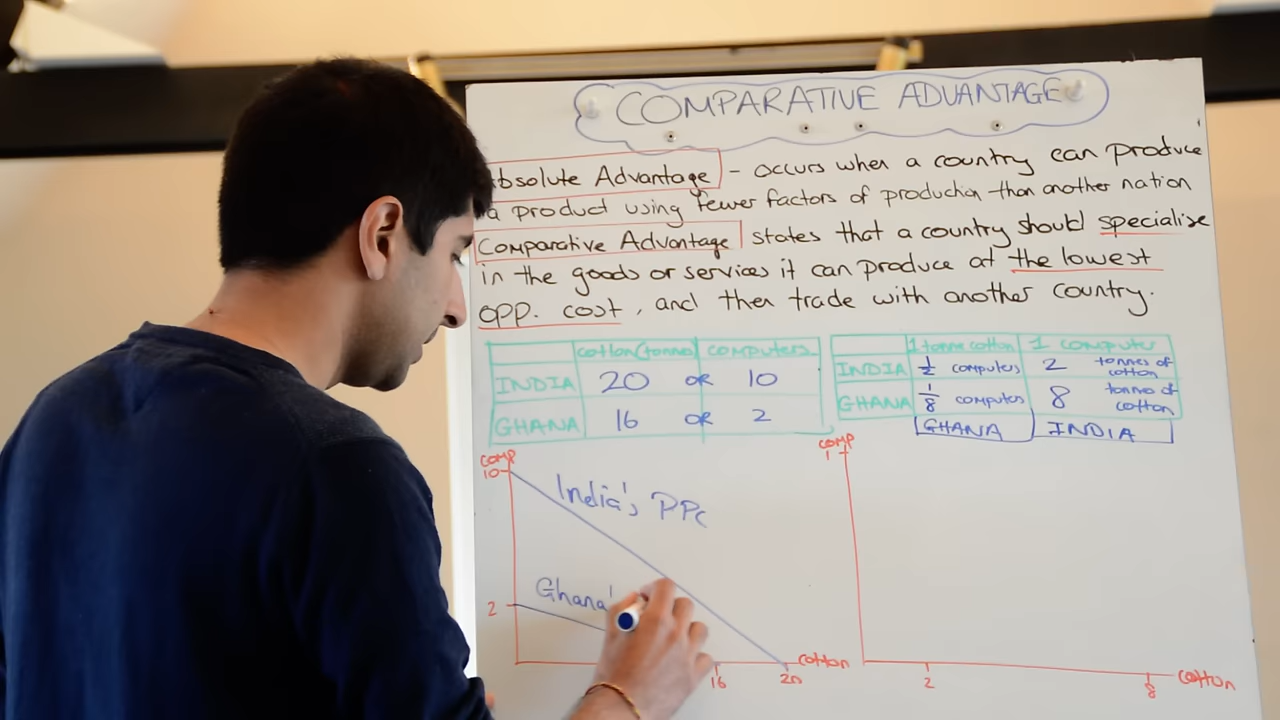 COMPARATIVE ADVANTAGE
bsolute Advantage - occurs when a country can produce
a product using fewer factors of production than another nation
Comparative Advantage states that a country should specialise
in the goods or services it can produce at the lowest
opp. cost, and then trade with another country.
cotton (tonnes) computers
INDIA 20 OR 10
GHANA 16 OR 2
1 tonne cotton 1 computer
INDIA 1/2 computers 2 tonnes of cotton
GHANA 1/8 computer 8 tonnes of cotton
GHANA INDIA
COMP
10
India's PPC
Ghana'
2
16 20 cotton
COMP
1
2 8 cotton